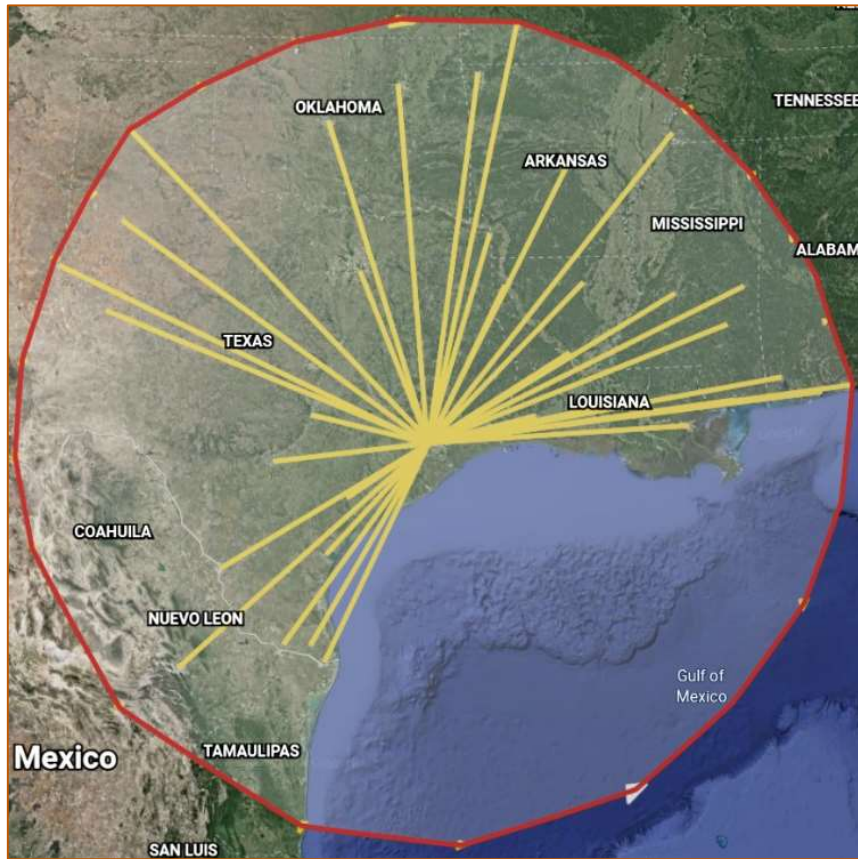 OKLAHOMA
TENNESSEE
ARKANSAS
MISSISSIPPI
ALABAM
TEXAS
LOUISIANA
COAHUILA
NUEVO LEON
Gulf of
Mexico
TAMAULIPAS
Mexico
SAN LUIS